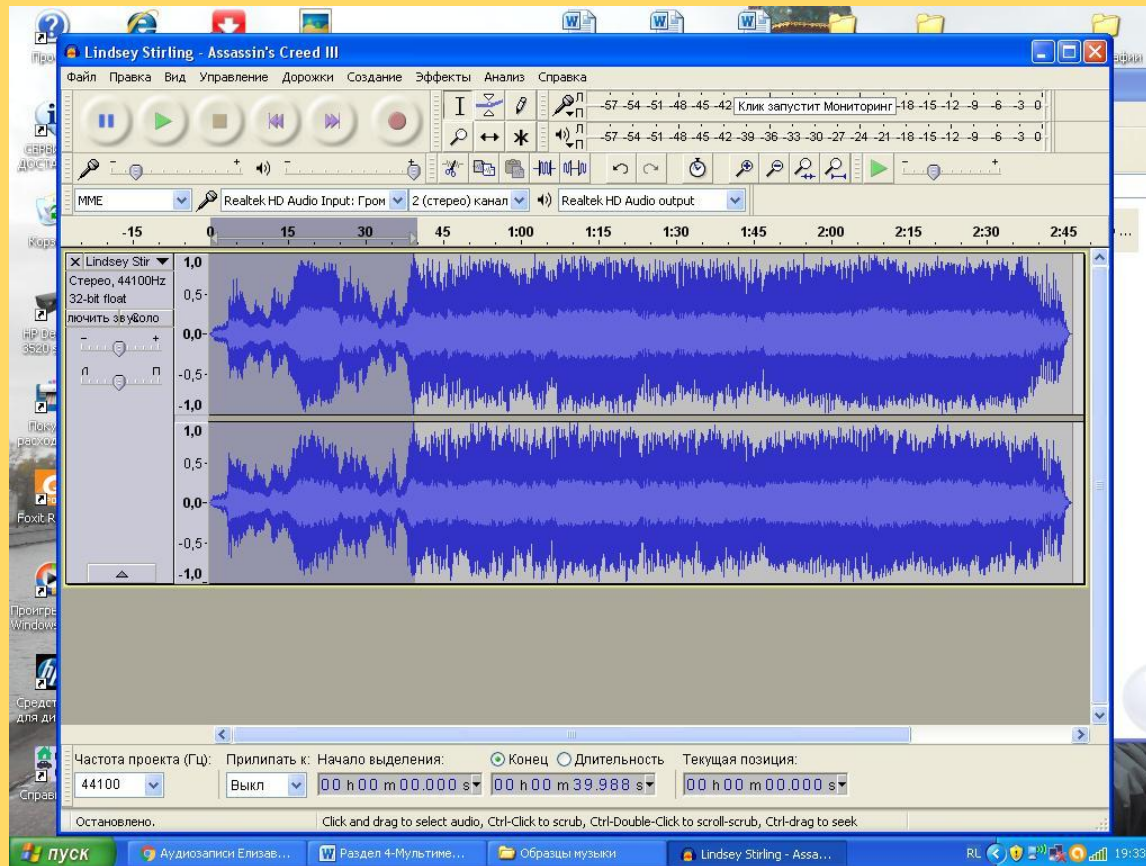 Lindsey Stirling - Assassin's Creed III
Файл Правка Вид Управление Дорожки Создание Эффекты Анализ Справка
Л П -57 -54 -51 -48 -45 -42 Клик запустит Мониторинг -18 -15 -12 -9 -6 -3 0
Л П -57 -54 -51 -48 -45 -42 -39 -36 -33 -30 -27 -24 -21 -18 -15 -12 -9 -6 -3 0
- + - + - +
MME Realtek HD Audio Input: Гром 2 (стерео) канал Realtek HD Audio output
-15 0 15 30 45 1:00 1:15 1:30 1:45 2:00 2:15 2:30 2:45
Lindsey Stir
Стерео, 44100Hz
32-bit float
- +
Л П
1,0
0,5
0,0
-0,5
-1,0
1,0
0,5
0,0
-0,5
-1,0
Foxit R
Частота проекта (Гц): Прилипать к: Начало выделения: Конец Длительность Текущая позиция:
44100 Выкл 00 h 00 m 00.000 s 00 h 00 m 39.988 s 00 h 00 m 00.000 s
Остановлено. Click and drag to select audio, Ctrl-Click to scrub, Ctrl-Double-Click to scroll-scrub, Ctrl-drag to seek
пуск Аудиозаписи Елизав... Раздел 4-Мультиме... Образцы музыки Lindsey Stirling - Assa... RL 19:33